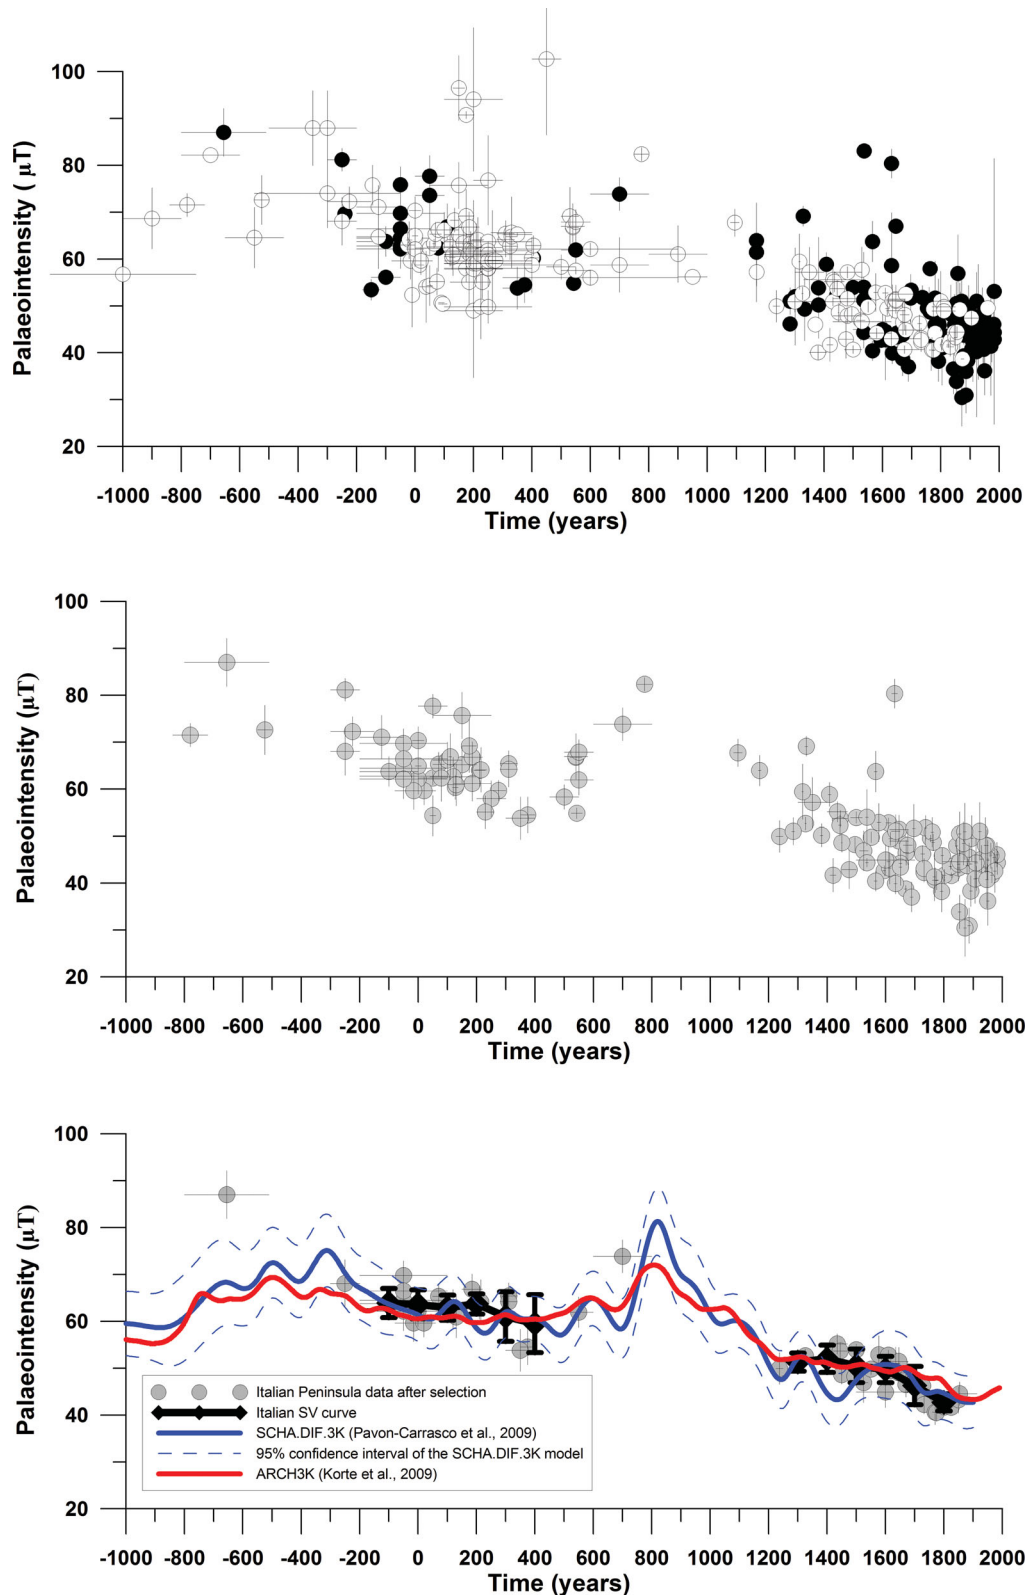 Palaeointensity ( µT)
100
80
60
40
20
-1000 -800 -600 -400 -200 0 200 400 600 800 1000 1200 1400 1600 1800 2000
Time (years)
Palaeointensity (µT)
100
80
60
40
20
-1000 -800 -600 -400 -200 0 200 400 600 800 1000 1200 1400 1600 1800 2000
Time (years)
Palaeointensity (µT)
100
80
60
40
20
Italian Peninsula data after selection
Italian SV curve
SCHA.DIF.3K (Pavon-Carrasco et al., 2009)
95% confidence interval of the SCHA.DIF.3K model
ARCH3K (Korte et al., 2009)
-1000 -800 -600 -400 -200 0 200 400 600 800 1000 1200 1400 1600 1800 2000
Time (years)